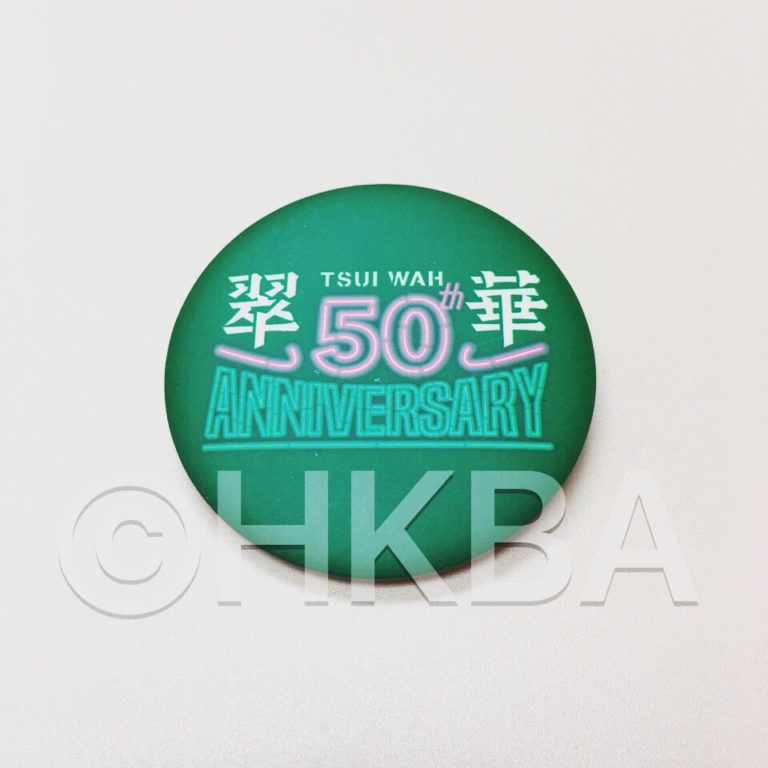 翠 TSUI WAH 華
50th
ANNIVERSARY
©HKBA